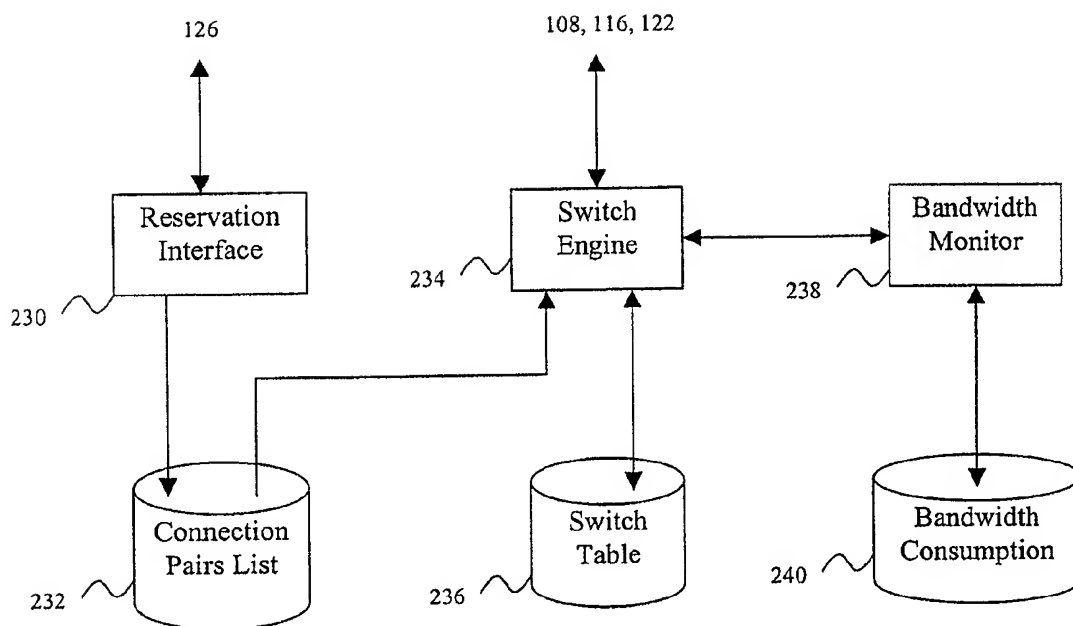 126
108, 116, 122
Reservation
Interface
230
Switch
Engine
234
Bandwidth
Monitor
238
Connection
Pairs List
232
Switch
Table
236
Bandwidth
Consumption
240